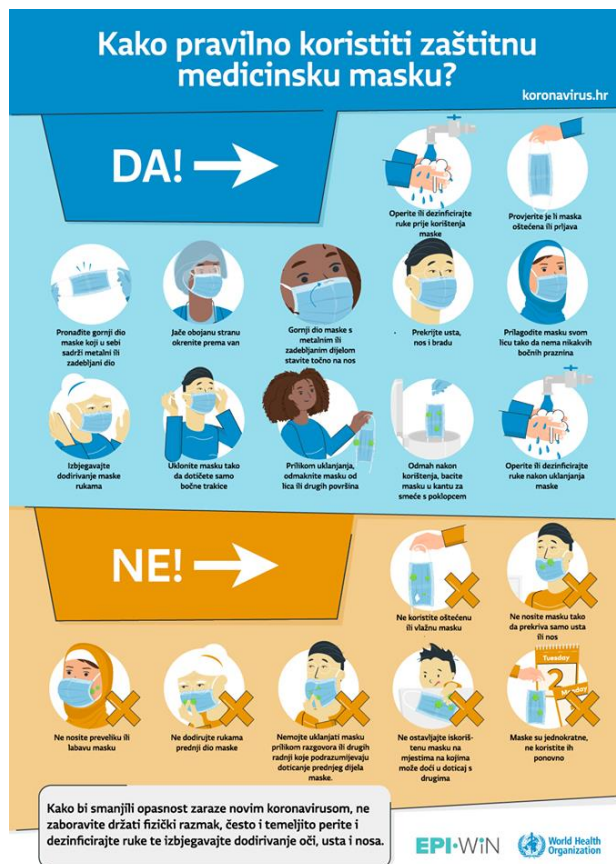 Kako pravilno koristiti zaštitnu
medicinsku masku?
koronavirus.hr
DA!
Operite ili dezinficirajte
ruke prije korištenja
maske
Provjerite je li maska
oštećena ili prljava
Pronađite gornji dio
maske koji u sebi
sadrži metalni ili
zadebljani dio
Jače obojanu stranu
okrenite prema van
Gornji dio maske s
metalnim ili
zadebljanim dijelom
stavite točno na nos
Prekrijte usta,
nos i bradu
Prilagodite masku svom
licu tako da nema nikakvih
bočnih praznina
Izbjegavajte
dodirivanje maske
rukama
Uklonite masku tako
da dotičete samo
bočne trakice
Prilikom uklanjanja,
odmaknite masku od
lica ili drugih površina
Odmah nakon
korištenja, bacite
masku u kantu za
smeće s poklopcem
Operite ili dezinficirajte
ruke nakon uklanjanja
maske
NE!
Ne koristite oštećenu
ili vlažnu masku
Ne nosite masku tako
da prekriva samo usta
ili nos
Ne nosite preveliku ili
labavu masku
Ne dodirujte rukama
prednji dio maske
Nemojte uklanjati masku
prilikom razgovora ili drugih
radnji koje podrazumijevaju
doticanje prednjeg dijela
maske.
Ne ostavljajte iskoriš-
tenu masku na
mjestima na kojima
može doći u doticaj s
drugima
Tuesday
2
Monday
Maske su jednokratne,
ne koristite ih
ponovno
Kako bi smanjili opasnost zaraze novim koronavirusom, ne
zaboravite držati fizički razmak, često i temeljito perite i
dezinficirajte ruke te izbjegavajte dodirivanje oči, usta i nosa.
EPI•WiN
World Health
Organization